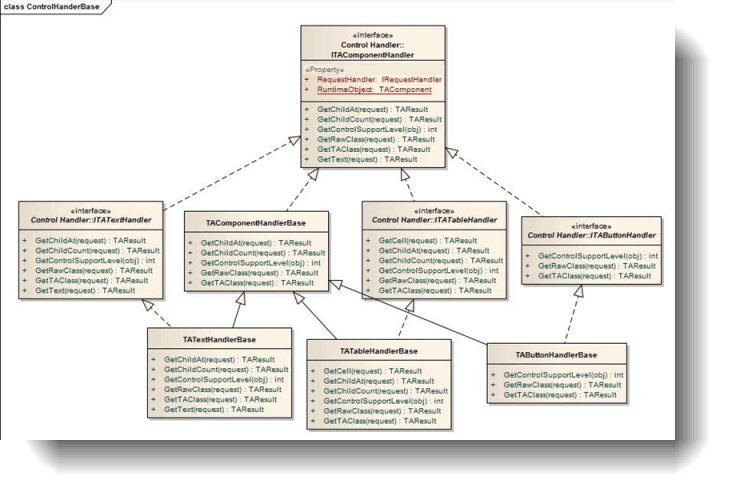 class ControlHanderBase
«interface»
Control Handler::
ITAComponentHandler
«Property»
+ RequestHandler: IRequestHandler
+ RuntimeObject: TAComponent
+ GetChildAt(request) : TAResult
+ GetChildCount(request) : TAResult
+ GetControlSupportLevel(obj) : int
+ GetRawClass(request) : TAResult
+ GetTAClass(request) : TAResult
+ GetText(request) : TAResult
«interface»
Control Handler::ITATextHandler
+ GetChildAt(request) : TAResult
+ GetChildCount(request) : TAResult
+ GetControlSupportLevel(obj) : int
+ GetRawClass(request) : TAResult
+ GetTAClass(request) : TAResult
+ GetText(request) : TAResult
TAComponentHandlerBase
+ GetChildAt(request) : TAResult
+ GetChildCount(request) : TAResult
+ GetControlSupportLevel(obj) : int
+ GetRawClass(request) : TAResult
+ GetTAClass(request) : TAResult
«interface»
Control Handler::ITATableHandler
+ GetCell(request) : TAResult
+ GetChildAt(request) : TAResult
+ GetChildCount(request) : TAResult
+ GetControlSupportLevel(obj) : int
+ GetRawClass(request) : TAResult
+ GetTAClass(request) : TAResult
«interface»
Control Handler::ITAButtonHandler
+ GetControlSupportLevel(obj) : int
+ GetRawClass(request) : TAResult
+ GetTAClass(request) : TAResult
TATextHandlerBase
+ GetChildAt(request) : TAResult
+ GetChildCount(request) : TAResult
+ GetControlSupportLevel(obj) : int
+ GetRawClass(request) : TAResult
+ GetTAClass(request) : TAResult
+ GetText(request) : TAResult
TATableHandlerBase
+ GetCell(request) : TAResult
+ GetChildAt(request) : TAResult
+ GetChildCount(request) : TAResult
+ GetControlSupportLevel(obj) : int
+ GetRawClass(request) : TAResult
+ GetTAClass(request) : TAResult
TAButtonHandlerBase
+ GetControlSupportLevel(obj) : int
+ GetRawClass(request) : TAResult
+ GetTAClass(request) : TAResult